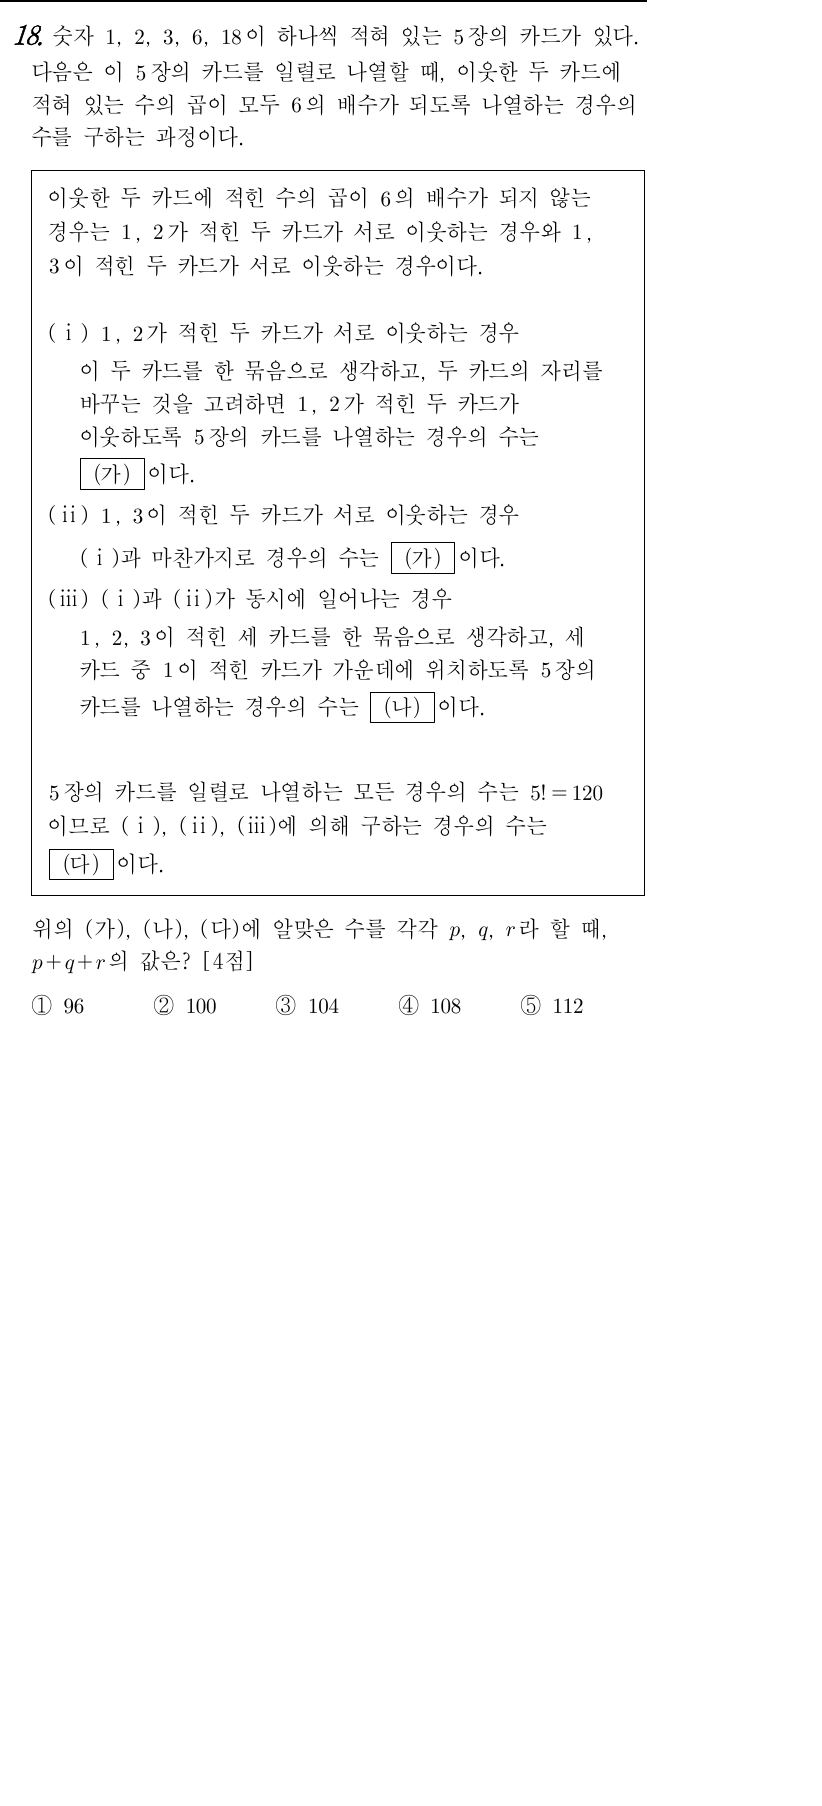 18. 숫자 1, 2, 3, 6, 18이 하나씩 적혀 있는 5장의 카드가 있다.
다음은 이 5장의 카드를 일렬로 나열할 때, 이웃한 두 카드에
적혀 있는 수의 곱이 모두 6의 배수가 되도록 나열하는 경우의
수를 구하는 과정이다.
이웃한 두 카드에 적힌 수의 곱이 6의 배수가 되지 않는
경우는 1, 2가 적힌 두 카드가 서로 이웃하는 경우와 1,
3이 적힌 두 카드가 서로 이웃하는 경우이다.
(ⅰ) 1, 2가 적힌 두 카드가 서로 이웃하는 경우
이 두 카드를 한 묶음으로 생각하고, 두 카드의 자리를
바꾸는 것을 고려하면 1, 2가 적힌 두 카드가
이웃하도록 5장의 카드를 나열하는 경우의 수는
(가) 이다.
(ⅱ) 1, 3이 적힌 두 카드가 서로 이웃하는 경우
(ⅰ)과 마찬가지로 경우의 수는 (가) 이다.
(ⅲ) (ⅰ)과 (ⅱ)가 동시에 일어나는 경우
1, 2, 3이 적힌 세 카드를 한 묶음으로 생각하고, 세
카드 중 1이 적힌 카드가 가운데에 위치하도록 5장의
카드를 나열하는 경우의 수는 (나) 이다.
5장의 카드를 일렬로 나열하는 모든 경우의 수는 5! = 120
이므로 (ⅰ), (ⅱ), (ⅲ)에 의해 구하는 경우의 수는
(다) 이다.
위의 (가), (나), (다)에 알맞은 수를 각각 p, q, r라 할 때,
p+q+r의 값은? [4점]
① 96 ② 100 ③ 104 ④ 108 ⑤ 112